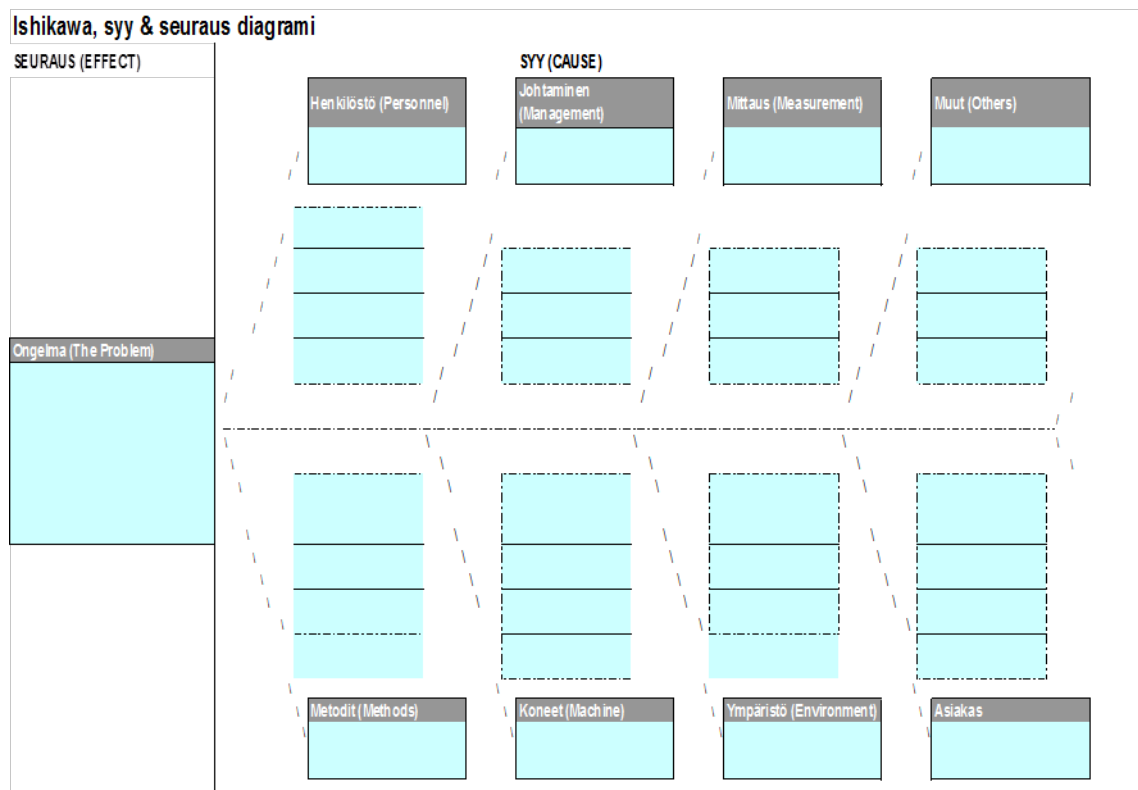 Ishikawa, syy & seuraus diagrami
SEURAUS (EFFECT)
SYY (CAUSE)
Henkilöstö (Personnel)
Johtaminen
(Management)
Mittaus (Measurement)
Muut (Others)
Ongelma (The Problem)
Metodit (Methods)
Koneet (Machine)
Ympäristö (Environment)
Asiakas